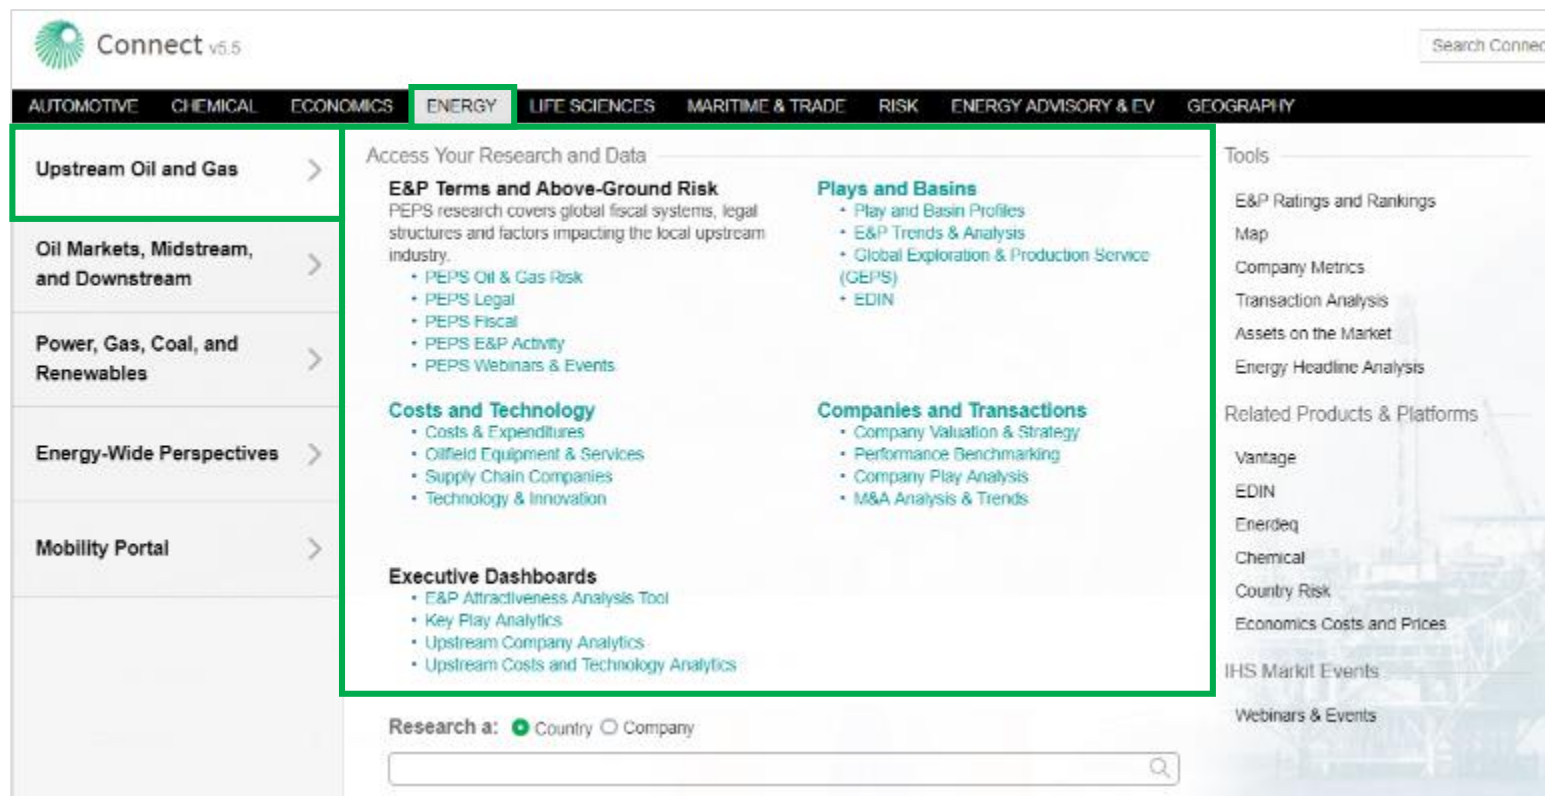 Connect v5.5
Search Connec
AUTOMOTIVE CHEMICAL ECONOMICS ENERGY LIFE SCIENCES MARITIME & TRADE RISK ENERGY ADVISORY & EV GEOGRAPHY
Upstream Oil and Gas
Oil Markets, Midstream,
and Downstream
Power, Gas, Coal, and
Renewables
Energy-Wide Perspectives
Mobility Portal
Access Your Research and Data
E&P Terms and Above-Ground Risk
PEPS research covers global fiscal systems, legal
structures and factors impacting the local upstream
industry.
• PEPS Oil & Gas Risk
• PEPS Legal
• PEPS Fiscal
• PEPS E&P Activity
• PEPS Webinars & Events
Plays and Basins
• Play and Basin Profiles
• E&P Trends & Analysis
• Global Exploration & Production Service
(GEPS)
• EDIN
Costs and Technology
• Costs & Expenditures
• Oilfield Equipment & Services
• Supply Chain Companies
• Technology & Innovation
Companies and Transactions
• Company Valuation & Strategy
• Performance Benchmarking
• Company Play Analysis
• M&A Analysis & Trends
Executive Dashboards
• E&P Attractiveness Analysis Tool
• Key Play Analytics
• Upstream Company Analytics
• Upstream Costs and Technology Analytics
Research a: Country Company
Tools
E&P Ratings and Rankings
Map
Company Metrics
Transaction Analysis
Assets on the Market
Energy Headline Analysis
Related Products & Platforms
Vantage
EDIN
Enerdeq
Chemical
Country Risk
Economics Costs and Prices
IHS Markit Events
Webinars & Events